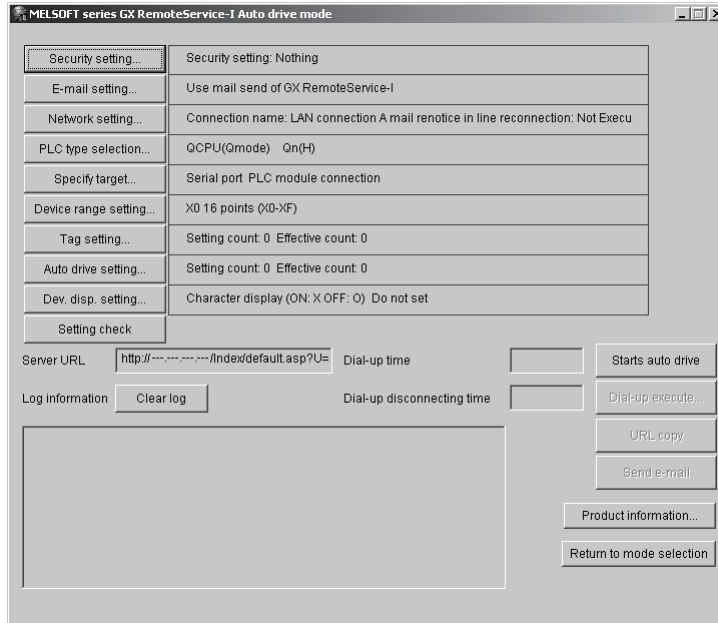 MELSOFT series GX RemoteService-I Auto drive mode
Security setting... Security setting: Nothing
E-mail setting... Use mail send of GX RemoteService-I
Network setting... Connection name: LAN connection A mail renotice in line reconnection: Not Execu
PLC type selection... QCPU(Qmode) Qn(H)
Specify target... Serial port PLC module connection
Device range setting... X0 16 points (X0-XF)
Tag setting... Setting count: 0 Effective count: 0
Auto drive setting... Setting count: 0 Effective count: 0
Dev. disp. setting... Character display (ON: X OFF: O) Do not set
Setting check
Server URL http://---.---.---.---/Index/default.asp?U= Dial-up time Starts auto drive
Log information Clear log Dial-up disconnecting time Dial-up execute...
URL copy
Send e-mail
Product information...
Return to mode selection